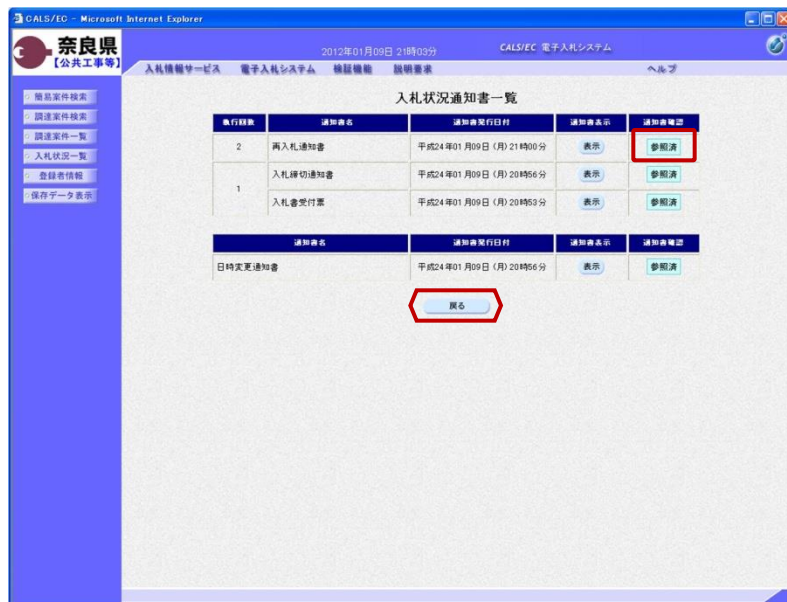 CALS/EC - Microsoft Internet Explorer
奈良県
【公共工事等】
2012年01月09日 21時03分
CALS/EC 電子入札システム
入札情報サービス 電子入札システム 検証機能 説明要求 ヘルプ
簡易案件検索
調達案件検索
調達案件一覧
入札状況一覧
登録者情報
保存データ表示
入札状況通知書一覧
執行回数 通知書名 通知書発行日付 通知書表示 通知書確認
2 再入札通知書 平成24年01月09日 (月) 21時00分 表示 参照済
1 入札締切通知書 平成24年01月09日 (月) 20時56分 表示 参照済
入札書受付票 平成24年01月09日 (月) 20時53分 表示 参照済
通知書名 通知書発行日付 通知書表示 通知書確認
日時変更通知書 平成24年01月09日 (月) 20時56分 表示 参照済
戻る